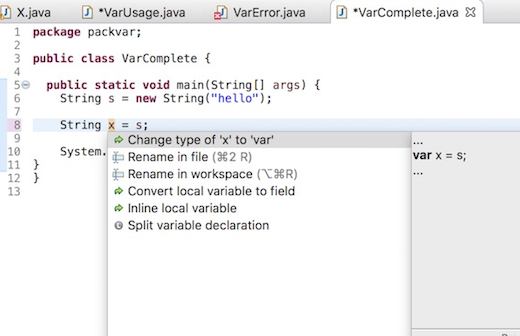 X.java *VarUsage.java VarError.java *VarComplete.java
1 package packvar;
2
3 public class VarComplete {
4
5 public static void main(String[] args) {
6 String s = new String("hello");
7
8 String x = s;
9
10 System.
11 }
12 }
13
Change type of 'x' to 'var'
Rename in file (⌘2 R)
Rename in workspace (⌥⌘R)
Convert local variable to field
Inline local variable
Split variable declaration
...
var x = s;
...